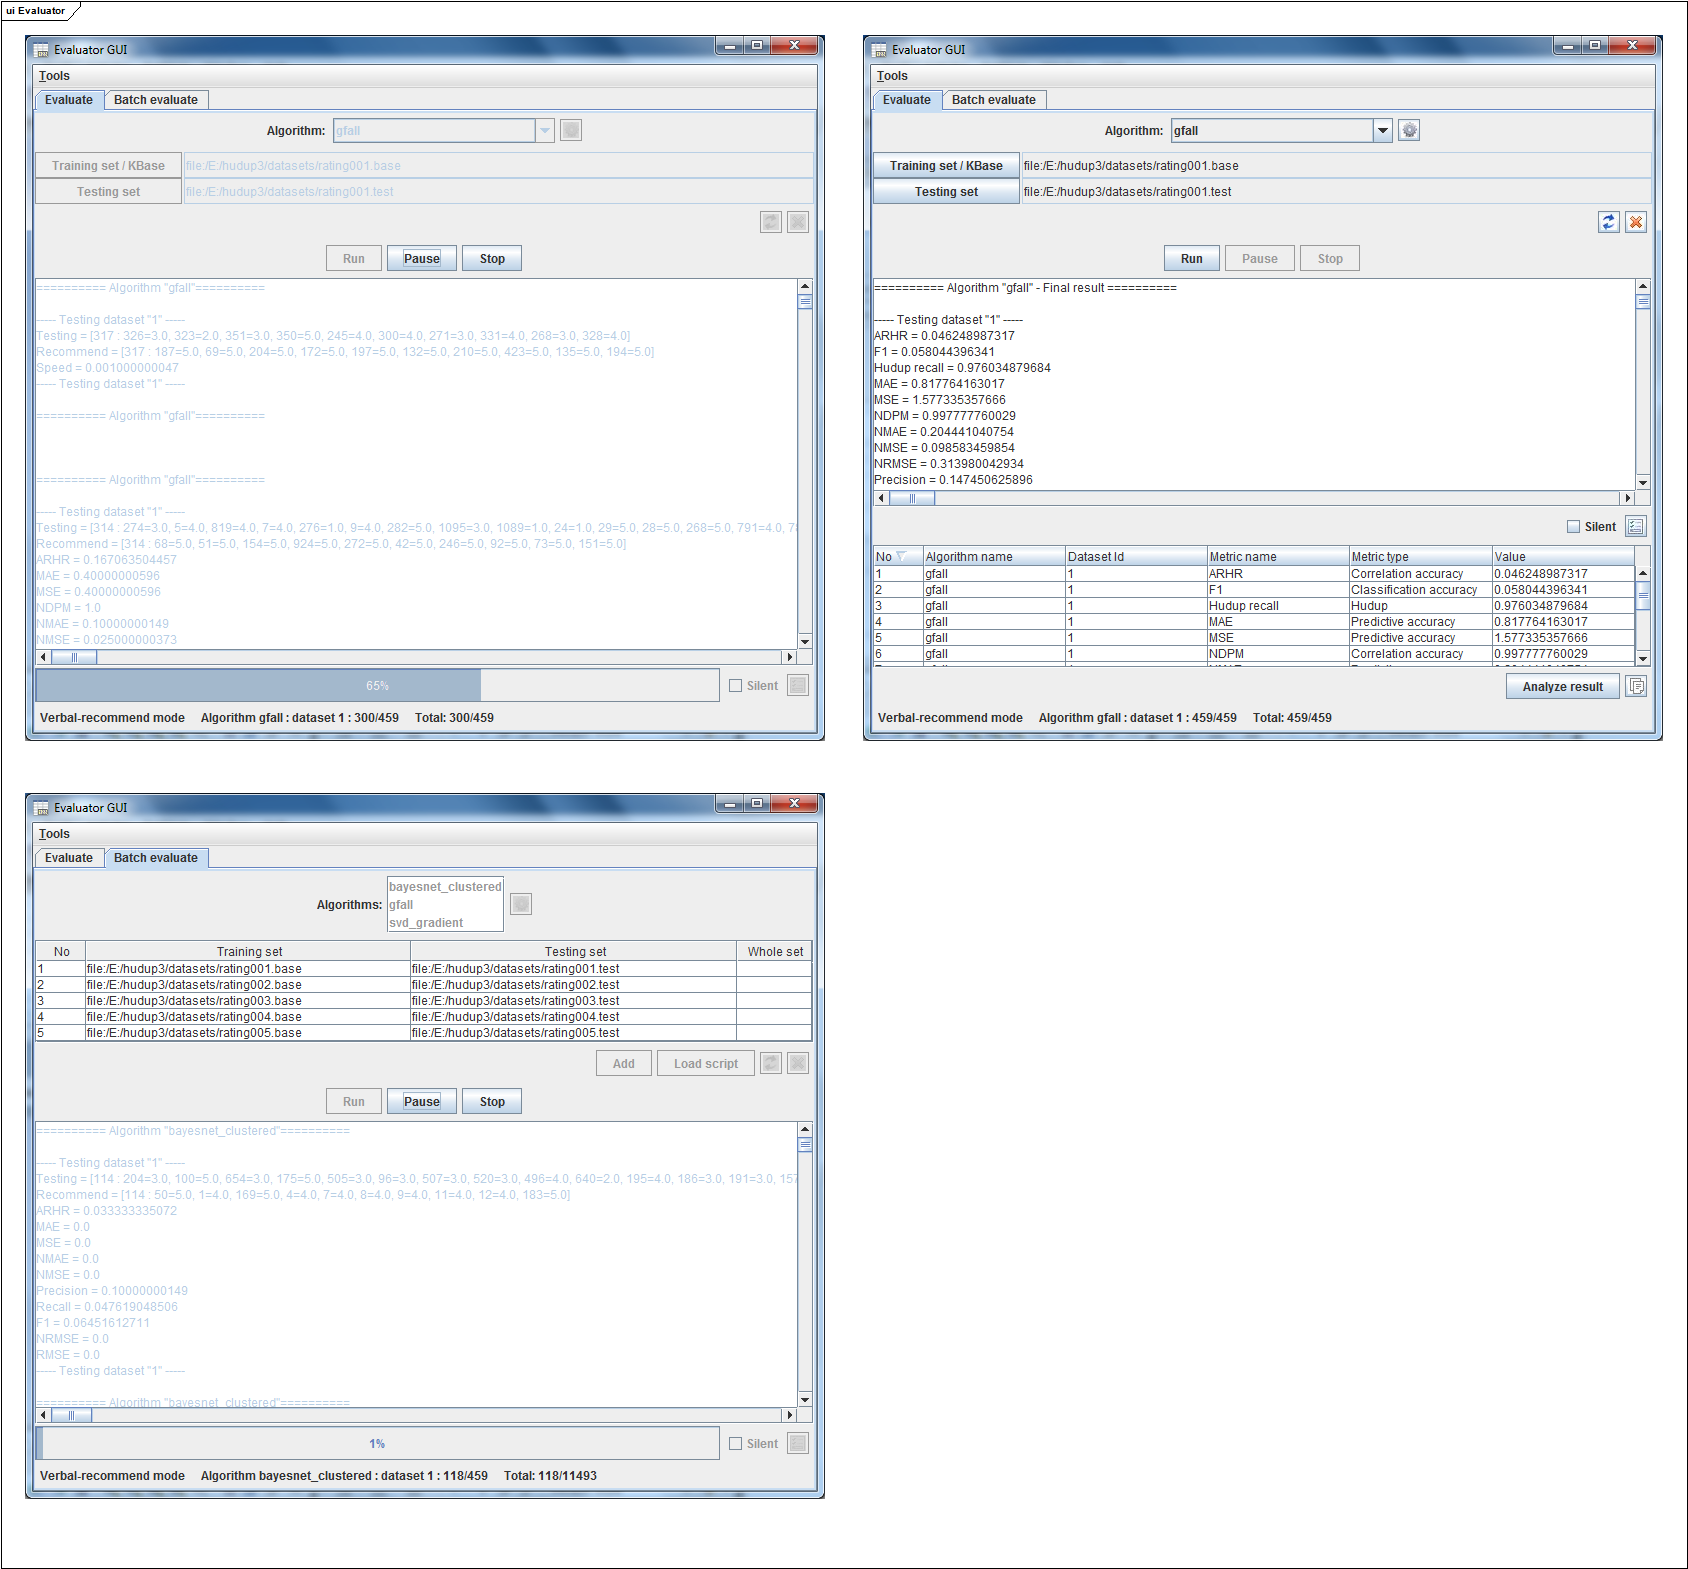 ui Evaluator
Evaluator GUI
Tools
Evaluate Batch evaluate
Algorithm: gfall
Training set / KBase file:/E:/hudup3/datasets/rating001.base
Testing set file:/E:/hudup3/datasets/rating001.test
Run Pause Stop
========== Algorithm "gfall"==========
----- Testing dataset "1" -----
Testing = [317 : 326=3.0, 323=2.0, 351=3.0, 350=5.0, 245=4.0, 300=4.0, 271=3.0, 331=4.0, 268=3.0, 328=4.0]
Recommend = [317 : 187=5.0, 69=5.0, 204=5.0, 172=5.0, 197=5.0, 132=5.0, 210=5.0, 423=5.0, 135=5.0, 194=5.0]
Speed = 0.001000000047
----- Testing dataset "1" -----
========== Algorithm "gfall"==========
========== Algorithm "gfall"==========
----- Testing dataset "1" -----
Testing = [314 : 274=3.0, 5=4.0, 819=4.0, 7=4.0, 276=1.0, 9=4.0, 282=5.0, 1095=3.0, 1089=1.0, 24=1.0, 29=5.0, 28=5.0, 268=5.0, 791=4.0,
Recommend = [314 : 68=5.0, 51=5.0, 154=5.0, 924=5.0, 272=5.0, 42=5.0, 246=5.0, 92=5.0, 73=5.0, 151=5.0]
ARHR = 0.167063504457
MAE = 0.40000000596
MSE = 0.40000000596
NDPM = 1.0
NMAE = 0.10000000149
NMSE = 0.025000000373
65% Silent
Verbal-recommend mode Algorithm gfall : dataset 1 : 300/459 Total: 300/459
Evaluator GUI
Tools
Evaluate Batch evaluate
Algorithm: gfall
Training set / KBase file:/E:/hudup3/datasets/rating001.base
Testing set file:/E:/hudup3/datasets/rating001.test
Run Pause Stop
========== Algorithm "gfall" - Final result ==========
----- Testing dataset "1" -----
ARHR = 0.046248987317
F1 = 0.058044396341
Hudup recall = 0.976034879684
MAE = 0.817764163017
MSE = 1.577335357666
NDPM = 0.997777760029
NMAE = 0.204441040754
NMSE = 0.098583459854
NRMSE = 0.313980042934
Precision = 0.147450625896
Silent
No Algorithm name Dataset Id Metric name Metric type Value
1 gfall 1 ARHR Correlation accuracy 0.046248987317
2 gfall 1 F1 Classification accuracy 0.058044396341
3 gfall 1 Hudup recall Hudup 0.976034879684
4 gfall 1 MAE Predictive accuracy 0.817764163017
5 gfall 1 MSE Predictive accuracy 1.577335357666
6 gfall 1 NDPM Correlation accuracy 0.997777760029
Analyze result
Verbal-recommend mode Algorithm gfall : dataset 1 : 459/459 Total: 459/459
Evaluator GUI
Tools
Evaluate Batch evaluate
Algorithms: bayesnet_clustered
gfall
svd_gradient
No Training set Testing set Whole set
1 file:/E:/hudup3/datasets/rating001.base file:/E:/hudup3/datasets/rating001.test
2 file:/E:/hudup3/datasets/rating002.base file:/E:/hudup3/datasets/rating002.test
3 file:/E:/hudup3/datasets/rating003.base file:/E:/hudup3/datasets/rating003.test
4 file:/E:/hudup3/datasets/rating004.base file:/E:/hudup3/datasets/rating004.test
5 file:/E:/hudup3/datasets/rating005.base file:/E:/hudup3/datasets/rating005.test
Add Load script
Run Pause Stop
========== Algorithm "bayesnet_clustered"==========
----- Testing dataset "1" -----
Testing = [114 : 204=3.0, 100=5.0, 654=3.0, 175=5.0, 505=3.0, 96=3.0, 507=3.0, 520=3.0, 496=4.0, 640=2.0, 195=4.0, 186=3.0, 191=3.0, 157
Recommend = [114 : 50=5.0, 1=4.0, 169=5.0, 4=4.0, 7=4.0, 8=4.0, 9=4.0, 11=4.0, 12=4.0, 183=5.0]
ARHR = 0.033333335072
MAE = 0.0
MSE = 0.0
NMAE = 0.0
NMSE = 0.0
Precision = 0.10000000149
Recall = 0.047619048506
F1 = 0.06451612711
NRMSE = 0.0
RMSE = 0.0
----- Testing dataset "1" -----
========== Algorithm "bayesnet_clustered"==========
1% Silent
Verbal-recommend mode Algorithm bayesnet_clustered : dataset 1 : 118/459 Total: 118/11493